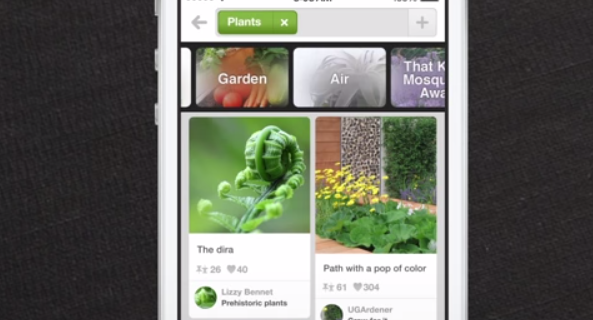 Plants ×
+
Garden
Air
That K
Mosqu
Awa
The dira
26 40
Lizzy Bennet
Prehistoric plants
Path with a pop of color
61 304
UGArdener